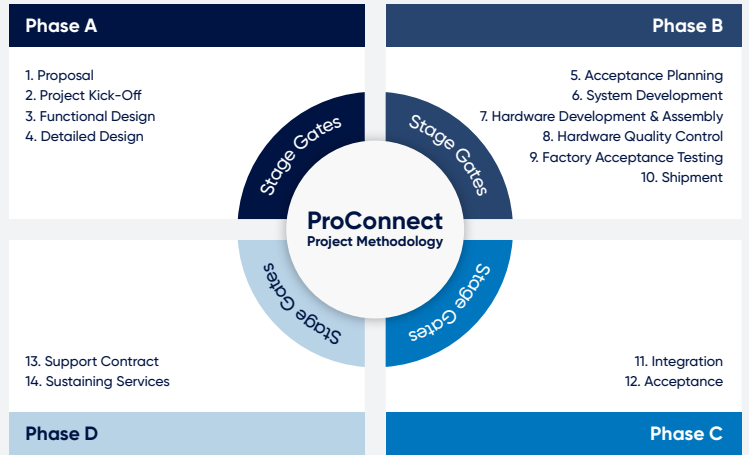 Phase A
1. Proposal
2. Project Kick-Off
3. Functional Design
4. Detailed Design
Stage Gates
Phase B
5. Acceptance Planning
6. System Development
7. Hardware Development & Assembly
8. Hardware Quality Control
9. Factory Acceptance Testing
10. Shipment
Stage Gates
ProConnect
Project Methodology
Stage Gates
13. Support Contract
14. Sustaining Services
Phase D
Stage Gates
11. Integration
12. Acceptance
Phase C